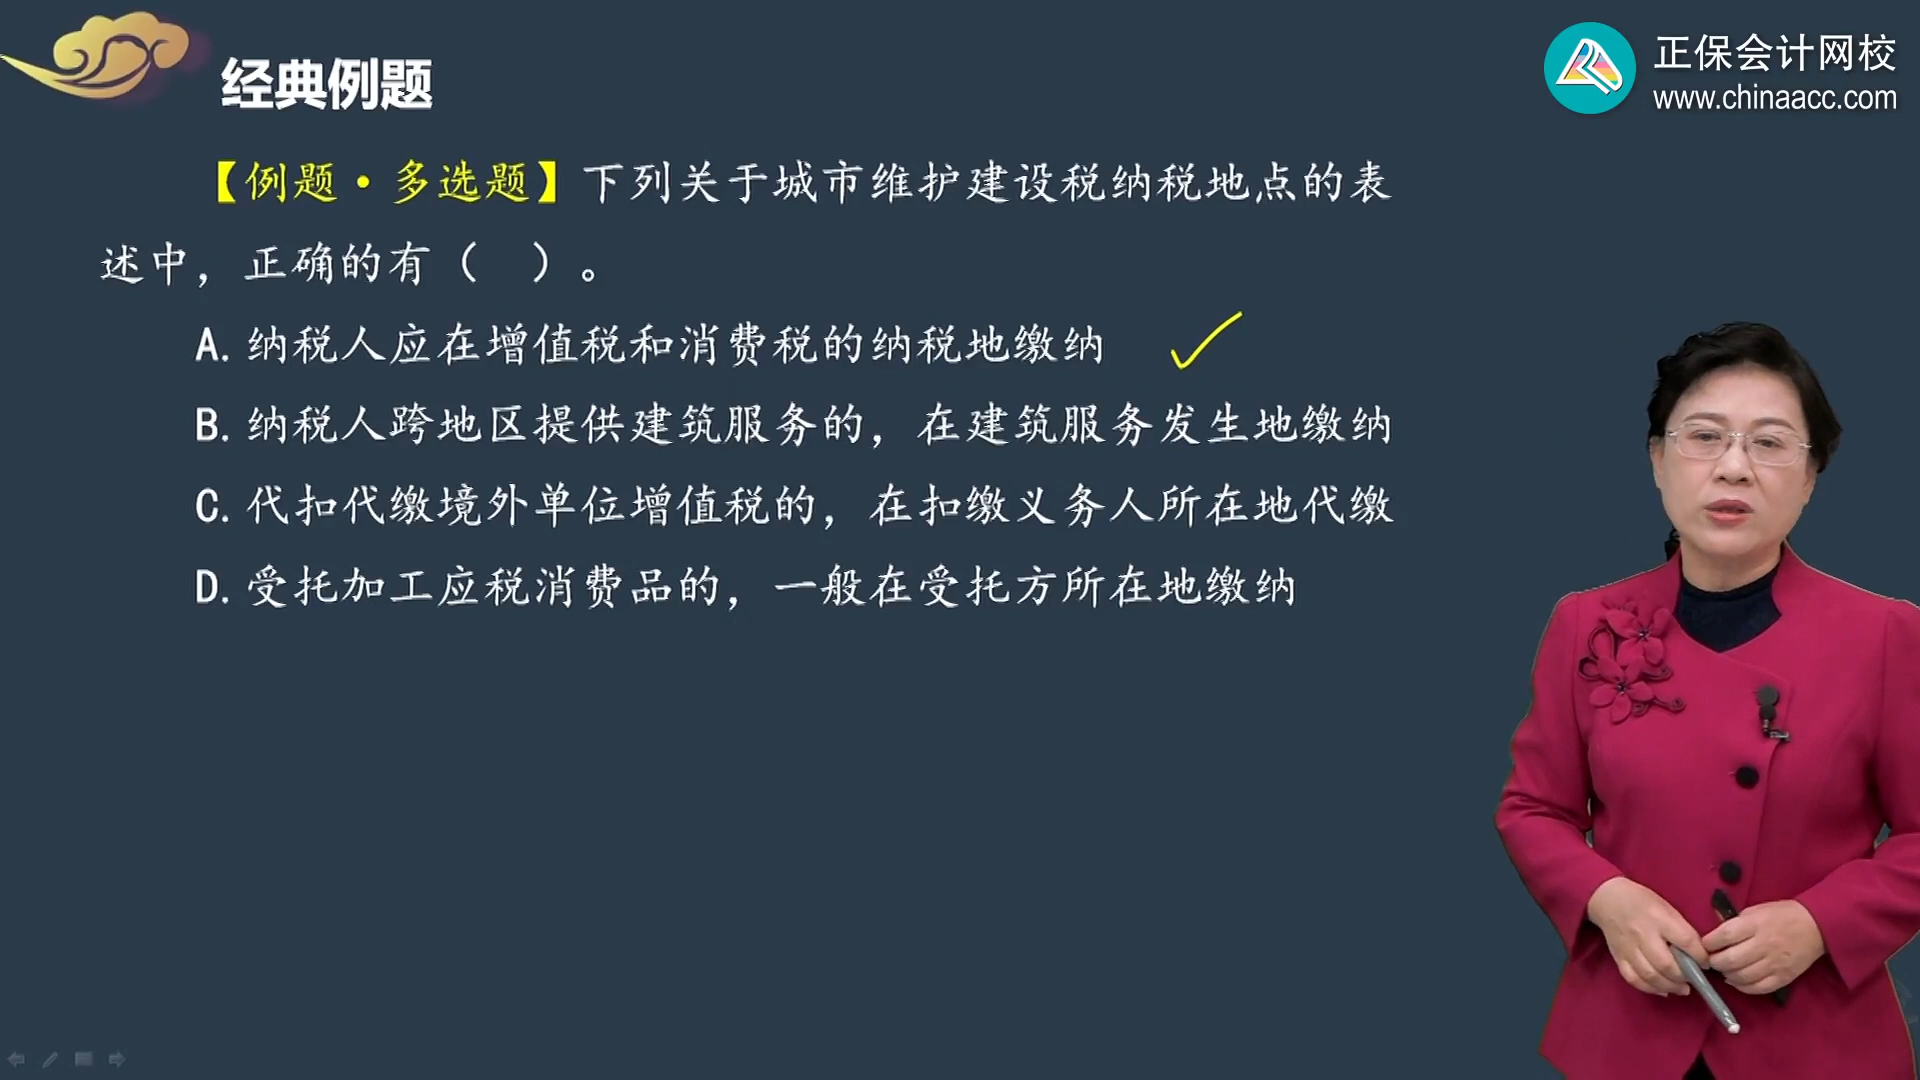 经典例题
正保会计网校
www.chinaacc.com
【例题·多选题】下列关于城市维护建设税纳税地点的表
述中，正确的有（ ）。
A. 纳税人应在增值税和消费税的纳税地缴纳
B. 纳税人跨地区提供建筑服务的，在建筑服务发生地缴纳
C. 代扣代缴境外单位增值税的，在扣缴义务人所在地代缴
D. 受托加工应税消费品的，一般在受托方所在地缴纳